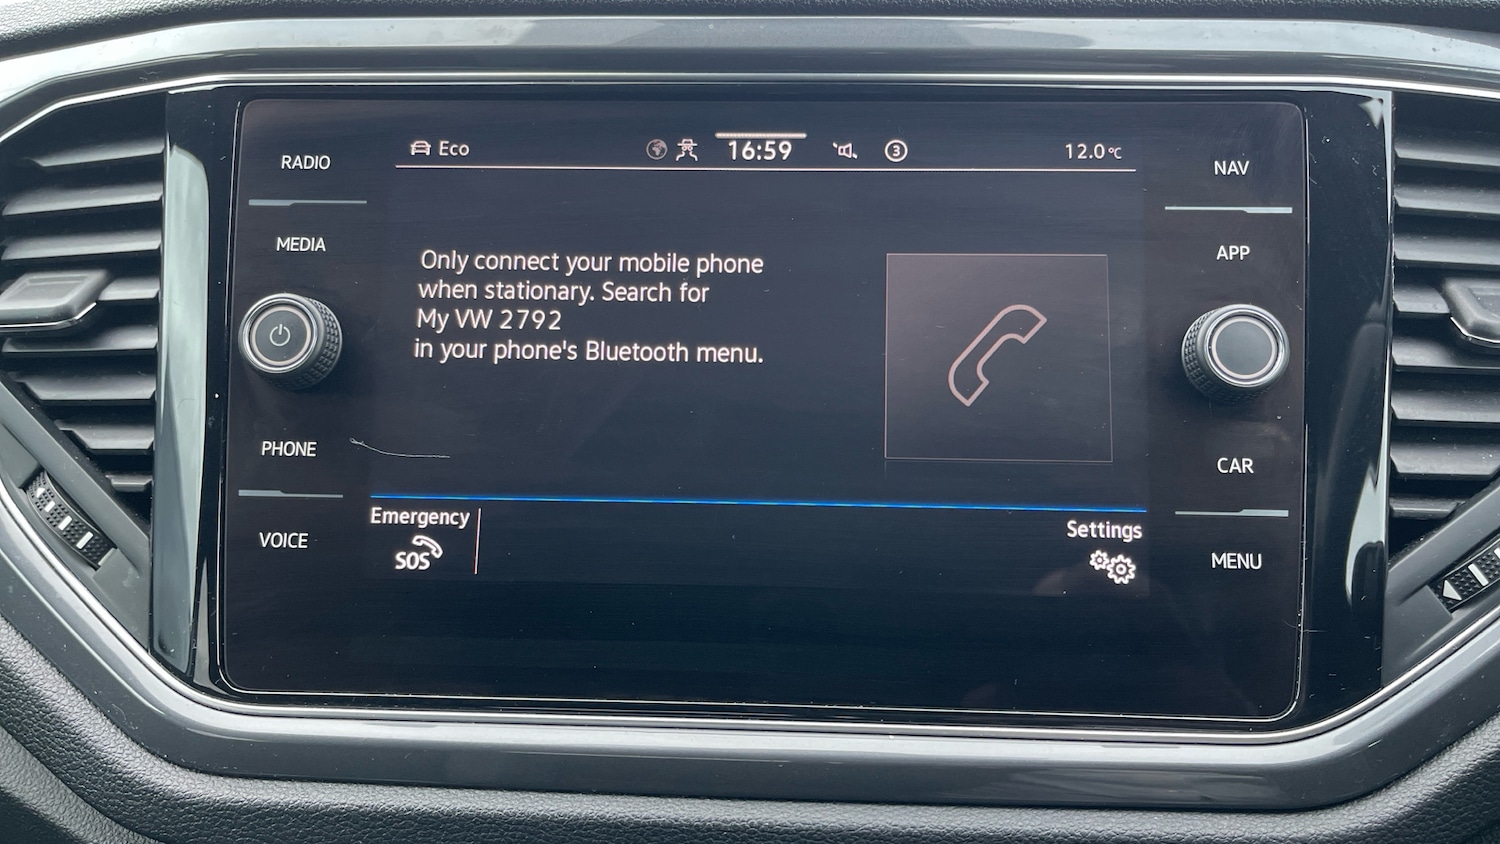 RADIO
MEDIA
PHONE
VOICE
Eco
16:59
3
12.0°C
Only connect your mobile phone
when stationary. Search for
My VW 2792
in your phone's Bluetooth menu.
Emergency
SOS
Settings
NAV
APP
CAR
MENU